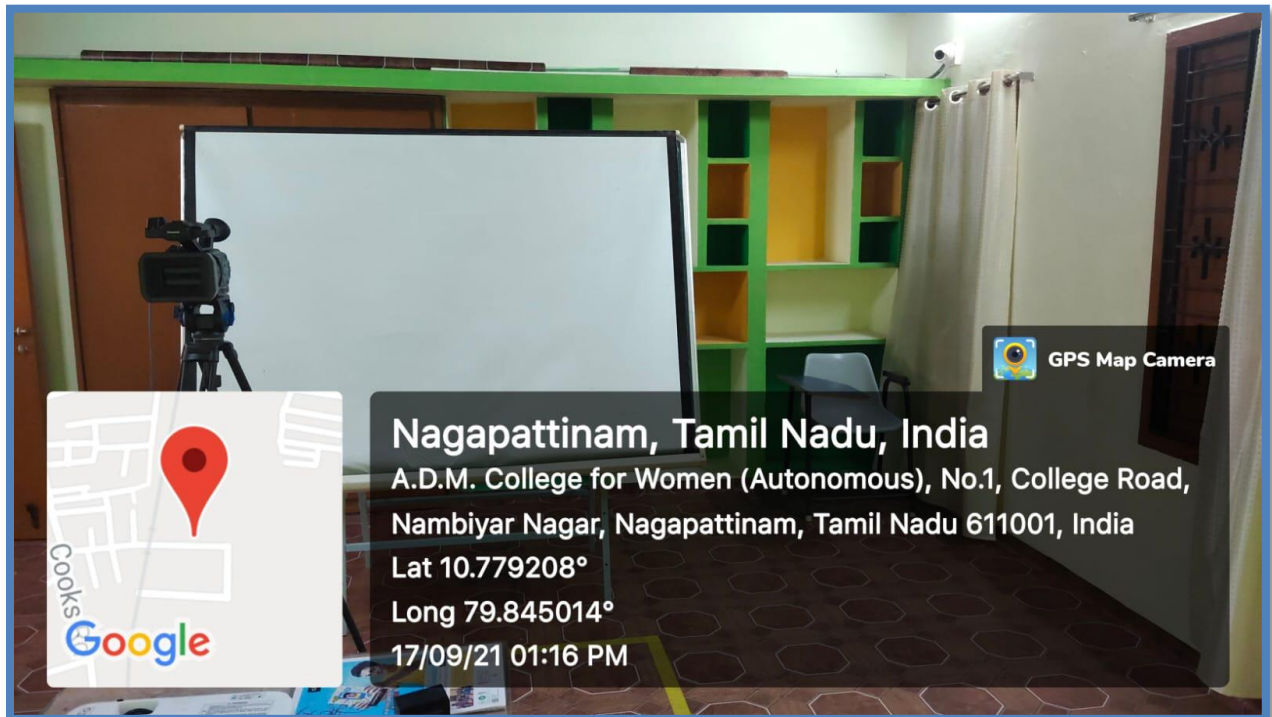 GPS Map Camera
Nagapattinam, Tamil Nadu, India
A.D.M. College for Women (Autonomous), No.1, College Road,
Nambiyar Nagar, Nagapattinam, Tamil Nadu 611001, India
Lat 10.779208°
Long 79.845014°
17/09/21 01:16 PM
Cooks
Google